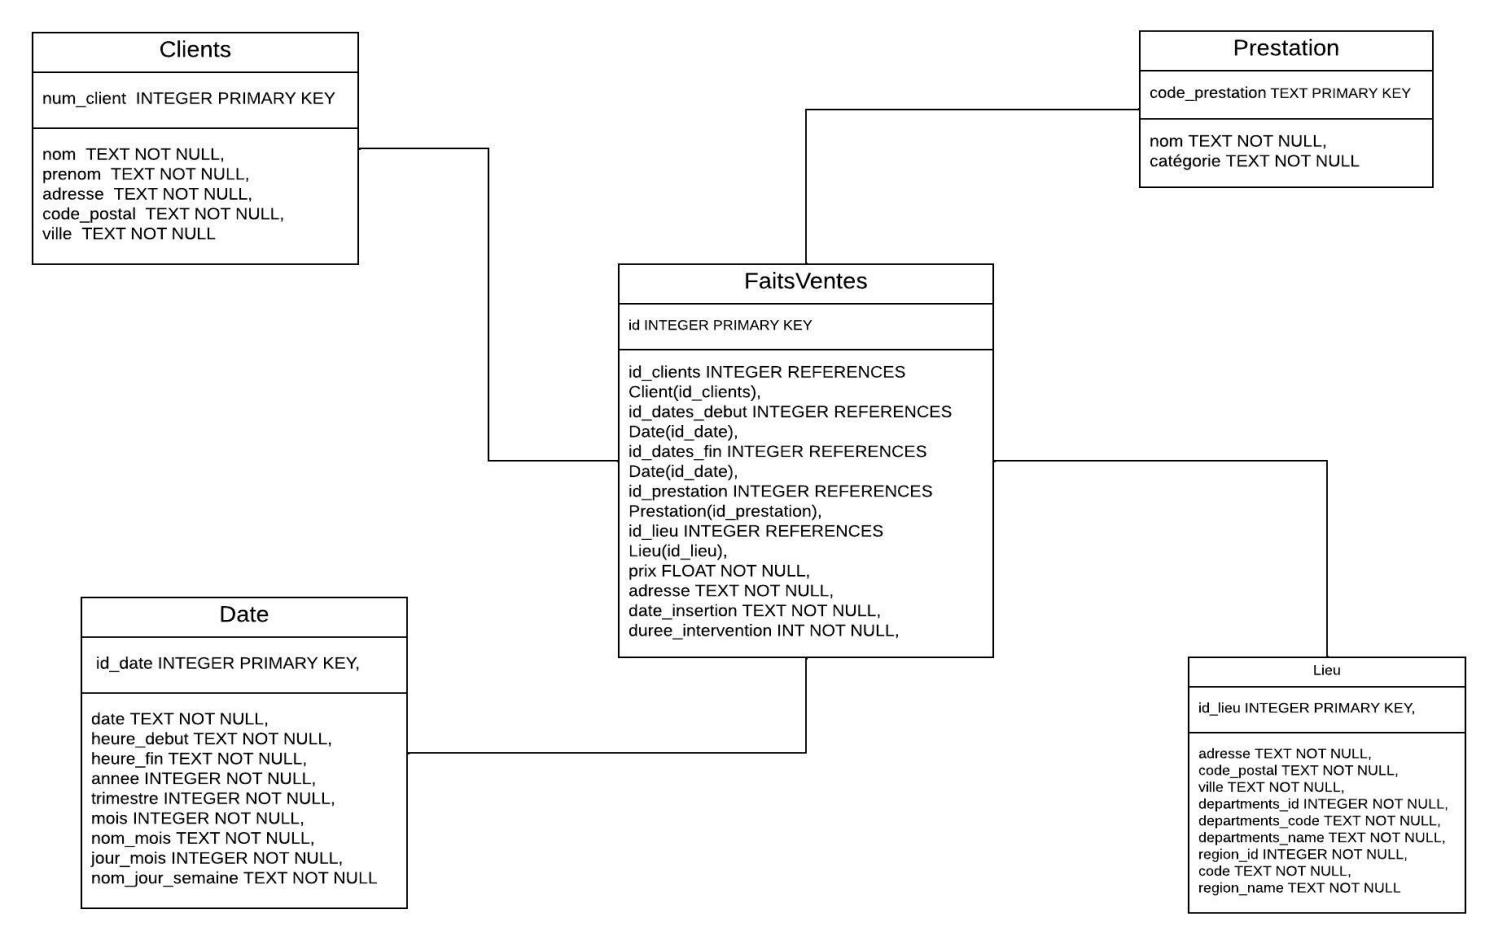 Clients
num_client INTEGER PRIMARY KEY
nom TEXT NOT NULL,
prenom TEXT NOT NULL,
adresse TEXT NOT NULL,
code_postal TEXT NOT NULL,
ville TEXT NOT NULL
Prestation
code_prestation TEXT PRIMARY KEY
nom TEXT NOT NULL,
catégorie TEXT NOT NULL
FaitsVentes
id INTEGER PRIMARY KEY
id_clients INTEGER REFERENCES
Client(id_clients),
id_dates_debut INTEGER REFERENCES
Date(id_date),
id_dates_fin INTEGER REFERENCES
Date(id_date),
id_prestation INTEGER REFERENCES
Prestation(id_prestation),
id_lieu INTEGER REFERENCES
Lieu(id_lieu),
prix FLOAT NOT NULL,
adresse TEXT NOT NULL,
date_insertion TEXT NOT NULL,
duree_intervention INT NOT NULL,
Date
id_date INTEGER PRIMARY KEY,
date TEXT NOT NULL,
heure_debut TEXT NOT NULL,
heure_fin TEXT NOT NULL,
annee INTEGER NOT NULL,
trimestre INTEGER NOT NULL,
mois INTEGER NOT NULL,
nom_mois TEXT NOT NULL,
jour_mois INTEGER NOT NULL,
nom_jour_semaine TEXT NOT NULL
Lieu
id_lieu INTEGER PRIMARY KEY,
adresse TEXT NOT NULL,
code_postal TEXT NOT NULL,
ville TEXT NOT NULL,
departments_id INTEGER NOT NULL,
departments_code TEXT NOT NULL,
departments_name TEXT NOT NULL,
region_id INTEGER NOT NULL,
code TEXT NOT NULL,
region_name TEXT NOT NULL